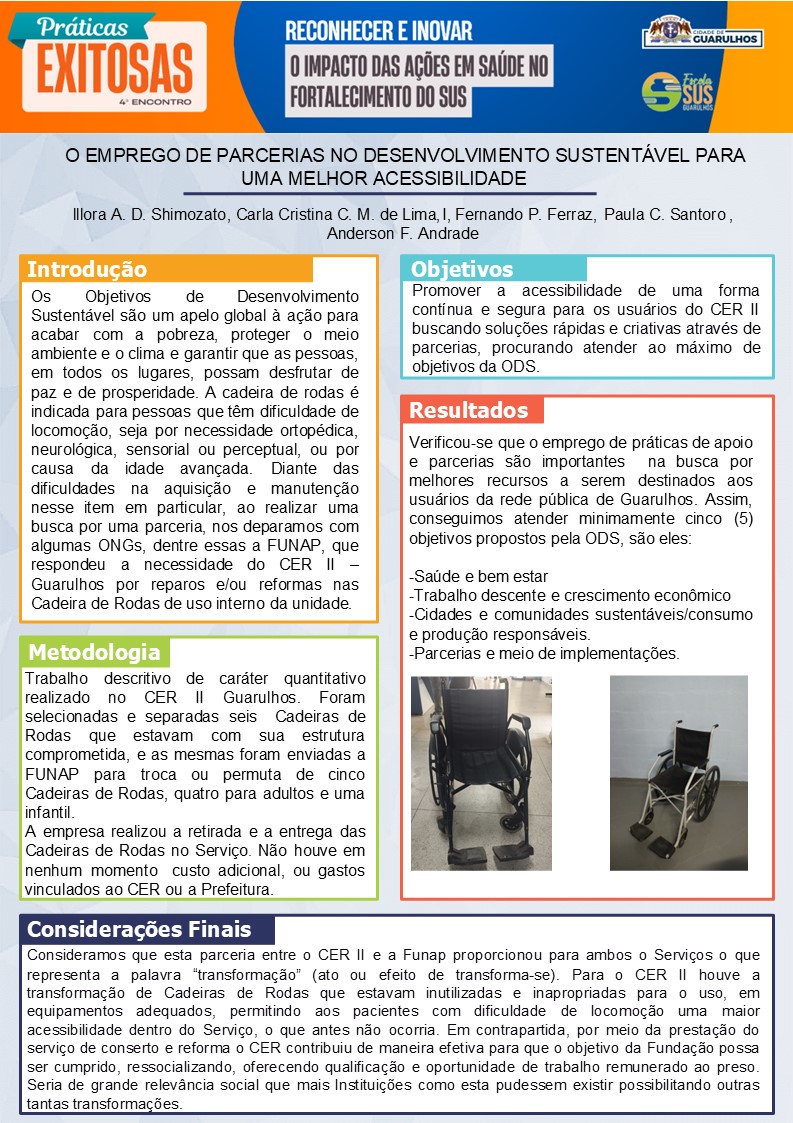 Práticas
EXITOSAS
4º ENCONTRO
RECONHECER E INOVAR
O IMPACTO DAS AÇÕES EM SAÚDE NO
FORTALECIMENTO DO SUS
CIDADE DE
GUARULHOS
Escola
SUS
GUARULHOS
O EMPREGO DE PARCERIAS NO DESENVOLVIMENTO SUSTENTÁVEL PARA
UMA MELHOR ACESSIBILIDADE
Illora A. D. Shimozato, Carla Cristina C. M. de Lima, I, Fernando P. Ferraz, Paula C. Santoro ,
Anderson F. Andrade
Introdução
Os Objetivos de Desenvolvimento
Sustentável são um apelo global à ação para
acabar com a pobreza, proteger o meio
ambiente e o clima e garantir que as pessoas,
em todos os lugares, possam desfrutar de
paz e de prosperidade. A cadeira de rodas é
indicada para pessoas que têm dificuldade de
locomoção, seja por necessidade ortopédica,
neurológica, sensorial ou perceptual, ou por
causa da idade avançada. Diante das
dificuldades na aquisição e manutenção
nesse item em particular, ao realizar uma
busca por uma parceria, nos deparamos com
algumas ONGs, dentre essas a FUNAP, que
respondeu a necessidade do CER II –
Guarulhos por reparos e/ou reformas nas
Cadeira de Rodas de uso interno da unidade.
Metodologia
Trabalho descritivo de caráter quantitativo
realizado no CER II Guarulhos. Foram
selecionadas e separadas seis Cadeiras de
Rodas que estavam com sua estrutura
comprometida, e as mesmas foram enviadas a
FUNAP para troca ou permuta de cinco
Cadeiras de Rodas, quatro para adultos e uma
infantil.
A empresa realizou a retirada e a entrega das
Cadeiras de Rodas no Serviço. Não houve em
nenhum momento custo adicional, ou gastos
vinculados ao CER ou a Prefeitura.
Objetivos
Promover a acessibilidade de uma forma
contínua e segura para os usuários do CER II
buscando soluções rápidas e criativas através de
parcerias, procurando atender ao máximo de
objetivos da ODS.
Resultados
Verificou-se que o emprego de práticas de apoio
e parcerias são importantes na busca por
melhores recursos a serem destinados aos
usuários da rede pública de Guarulhos. Assim,
conseguimos atender minimamente cinco (5)
objetivos propostos pela ODS, são eles:
-Saúde e bem estar
-Trabalho descente e crescimento econômico
-Cidades e comunidades sustentáveis/consumo
e produção responsáveis.
-Parcerias e meio de implementações.
Considerações Finais
Consideramos que esta parceria entre o CER II e a Funap proporcionou para ambos o Serviços o que
representa a palavra “transformação” (ato ou efeito de transforma-se). Para o CER II houve a
transformação de Cadeiras de Rodas que estavam inutilizadas e inapropriadas para o uso, em
equipamentos adequados, permitindo aos pacientes com dificuldade de locomoção uma maior
acessibilidade dentro do Serviço, o que antes não ocorria. Em contrapartida, por meio da prestação do
serviço de conserto e reforma o CER contribuiu de maneira efetiva para que o objetivo da Fundação possa
ser cumprido, ressocializando, oferecendo qualificação e oportunidade de trabalho remunerado ao preso.
Seria de grande relevância social que mais Instituições como esta pudessem existir possibilitando outras
tantas transformações.